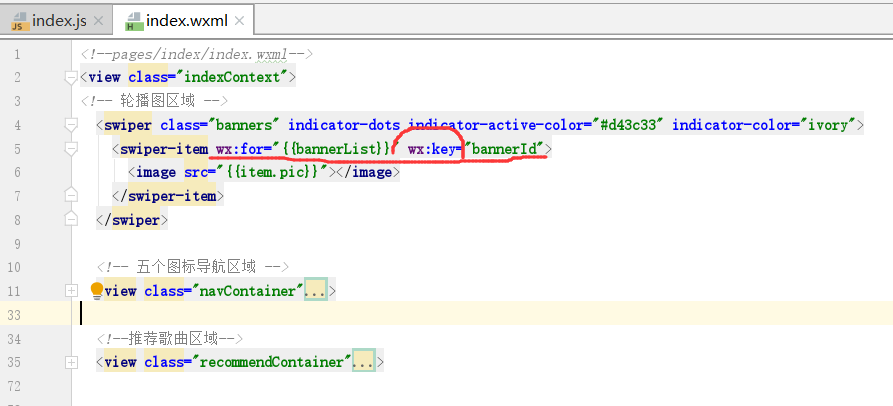 index.js ×
index.wxml ×
1 <!--pages/index/index.wxml-->
2 <view class="indexContext">
3 <!-- 轮播图区域 -->
4 <swiper class="banners" indicator-dots indicator-active-color="#d43c33" indicator-color="ivory">
5 <swiper-item wx:for="{{bannerList}}" wx:key="bannerId">
6 <image src="{{item.pic}}"></image>
7 </swiper-item>
8 </swiper>
9
10 <!-- 五个图标导航区域 -->
11 <view class="navContainer"...>
33
34 <!--推荐歌曲区域-->
35 <view class="recommendContainer"...>
72